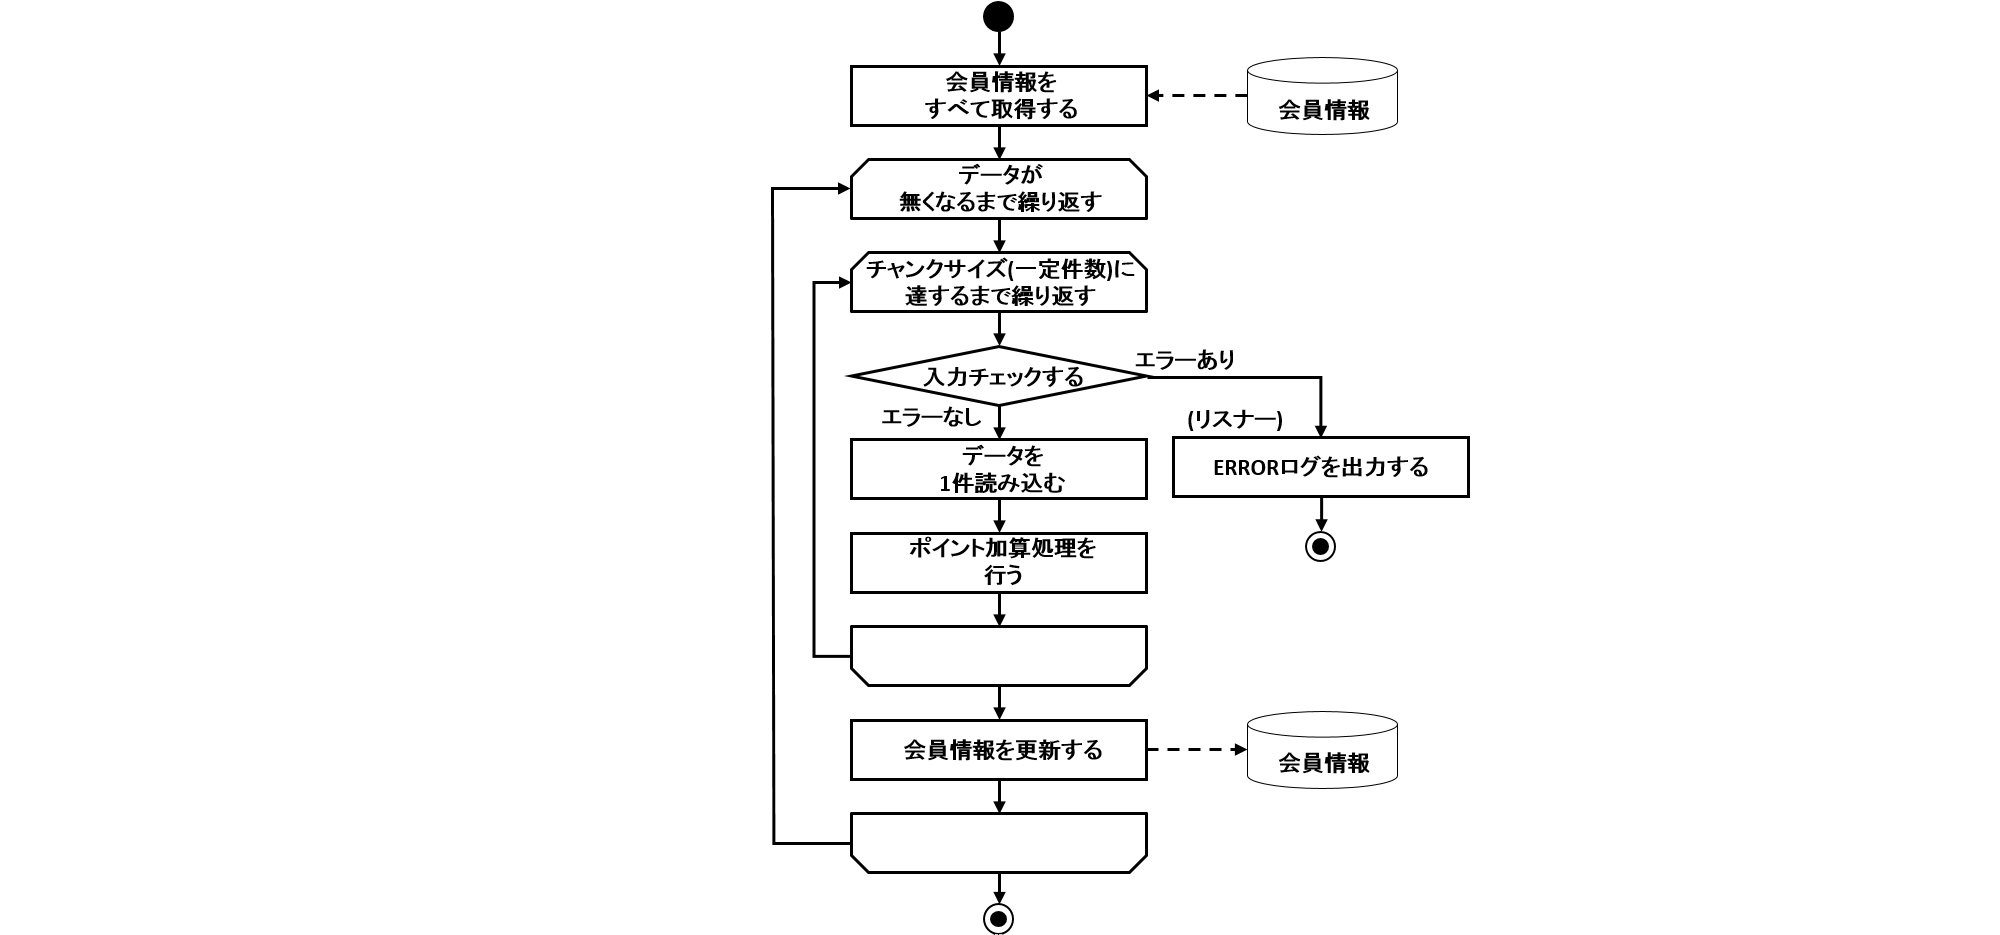 会員情報を
すべて取得する
会員情報
データが
無くなるまで繰り返す
チャンクサイズ(一定件数)に
達するまで繰り返す
エラーあり
入力チェックする
エラーなし
(リスナー)
データを
1件読み込む
ERRORログを出力する
ポイント加算処理を
行う
会員情報を更新する
会員情報